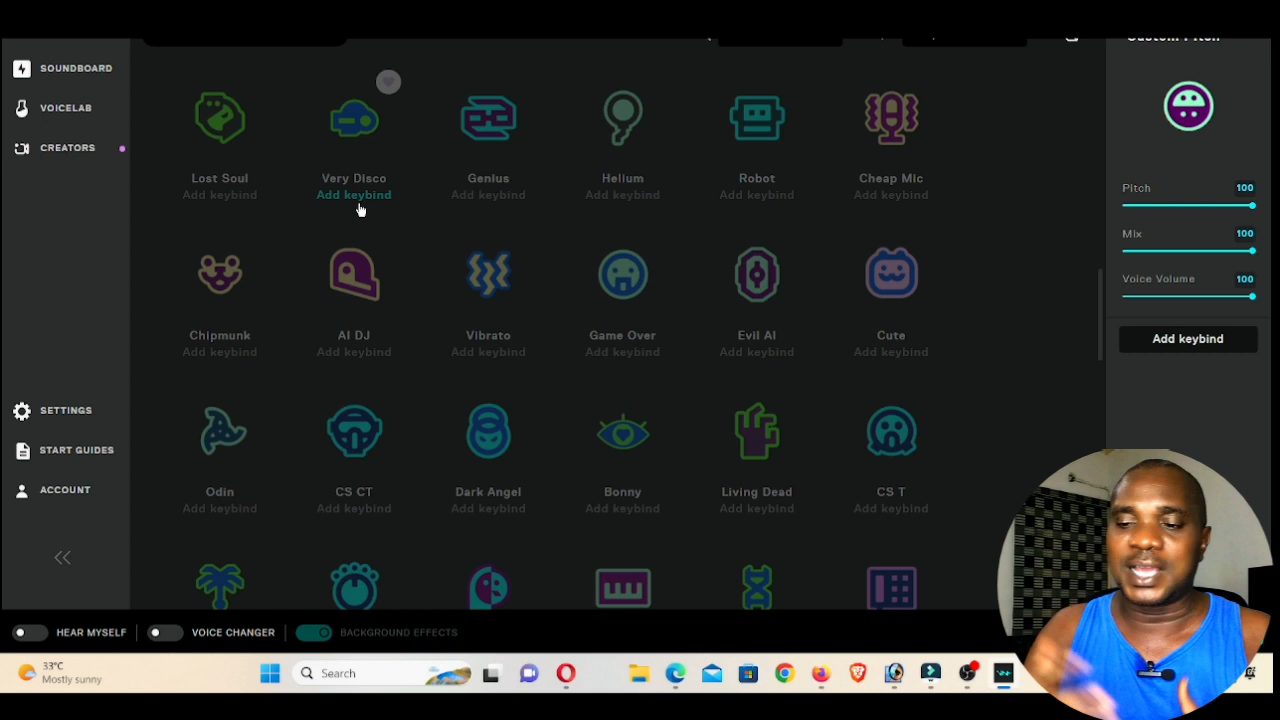 Custom Pitch
SOUNDBOARD
VOICELAB
CREATORS
Lost Soul
Add keybind
Very Disco
Add keybind
Genius
Add keybind
Helium
Add keybind
Robot
Add keybind
Cheap Mic
Add keybind
Pitch 100
Mix 100
Voice Volume 100
Add keybind
Chipmunk
Add keybind
AI DJ
Add keybind
Vibrato
Add keybind
Game Over
Add keybind
Evil AI
Add keybind
Cute
Add keybind
SETTINGS
START GUIDES
ACCOUNT
Odin
Add keybind
CS CT
Add keybind
Dark Angel
Add keybind
Bonny
Add keybind
Living Dead
Add keybind
CS T
Add keybind
HEAR MYSELF
VOICE CHANGER
BACKGROUND EFFECTS
33°C
Mostly sunny
Search